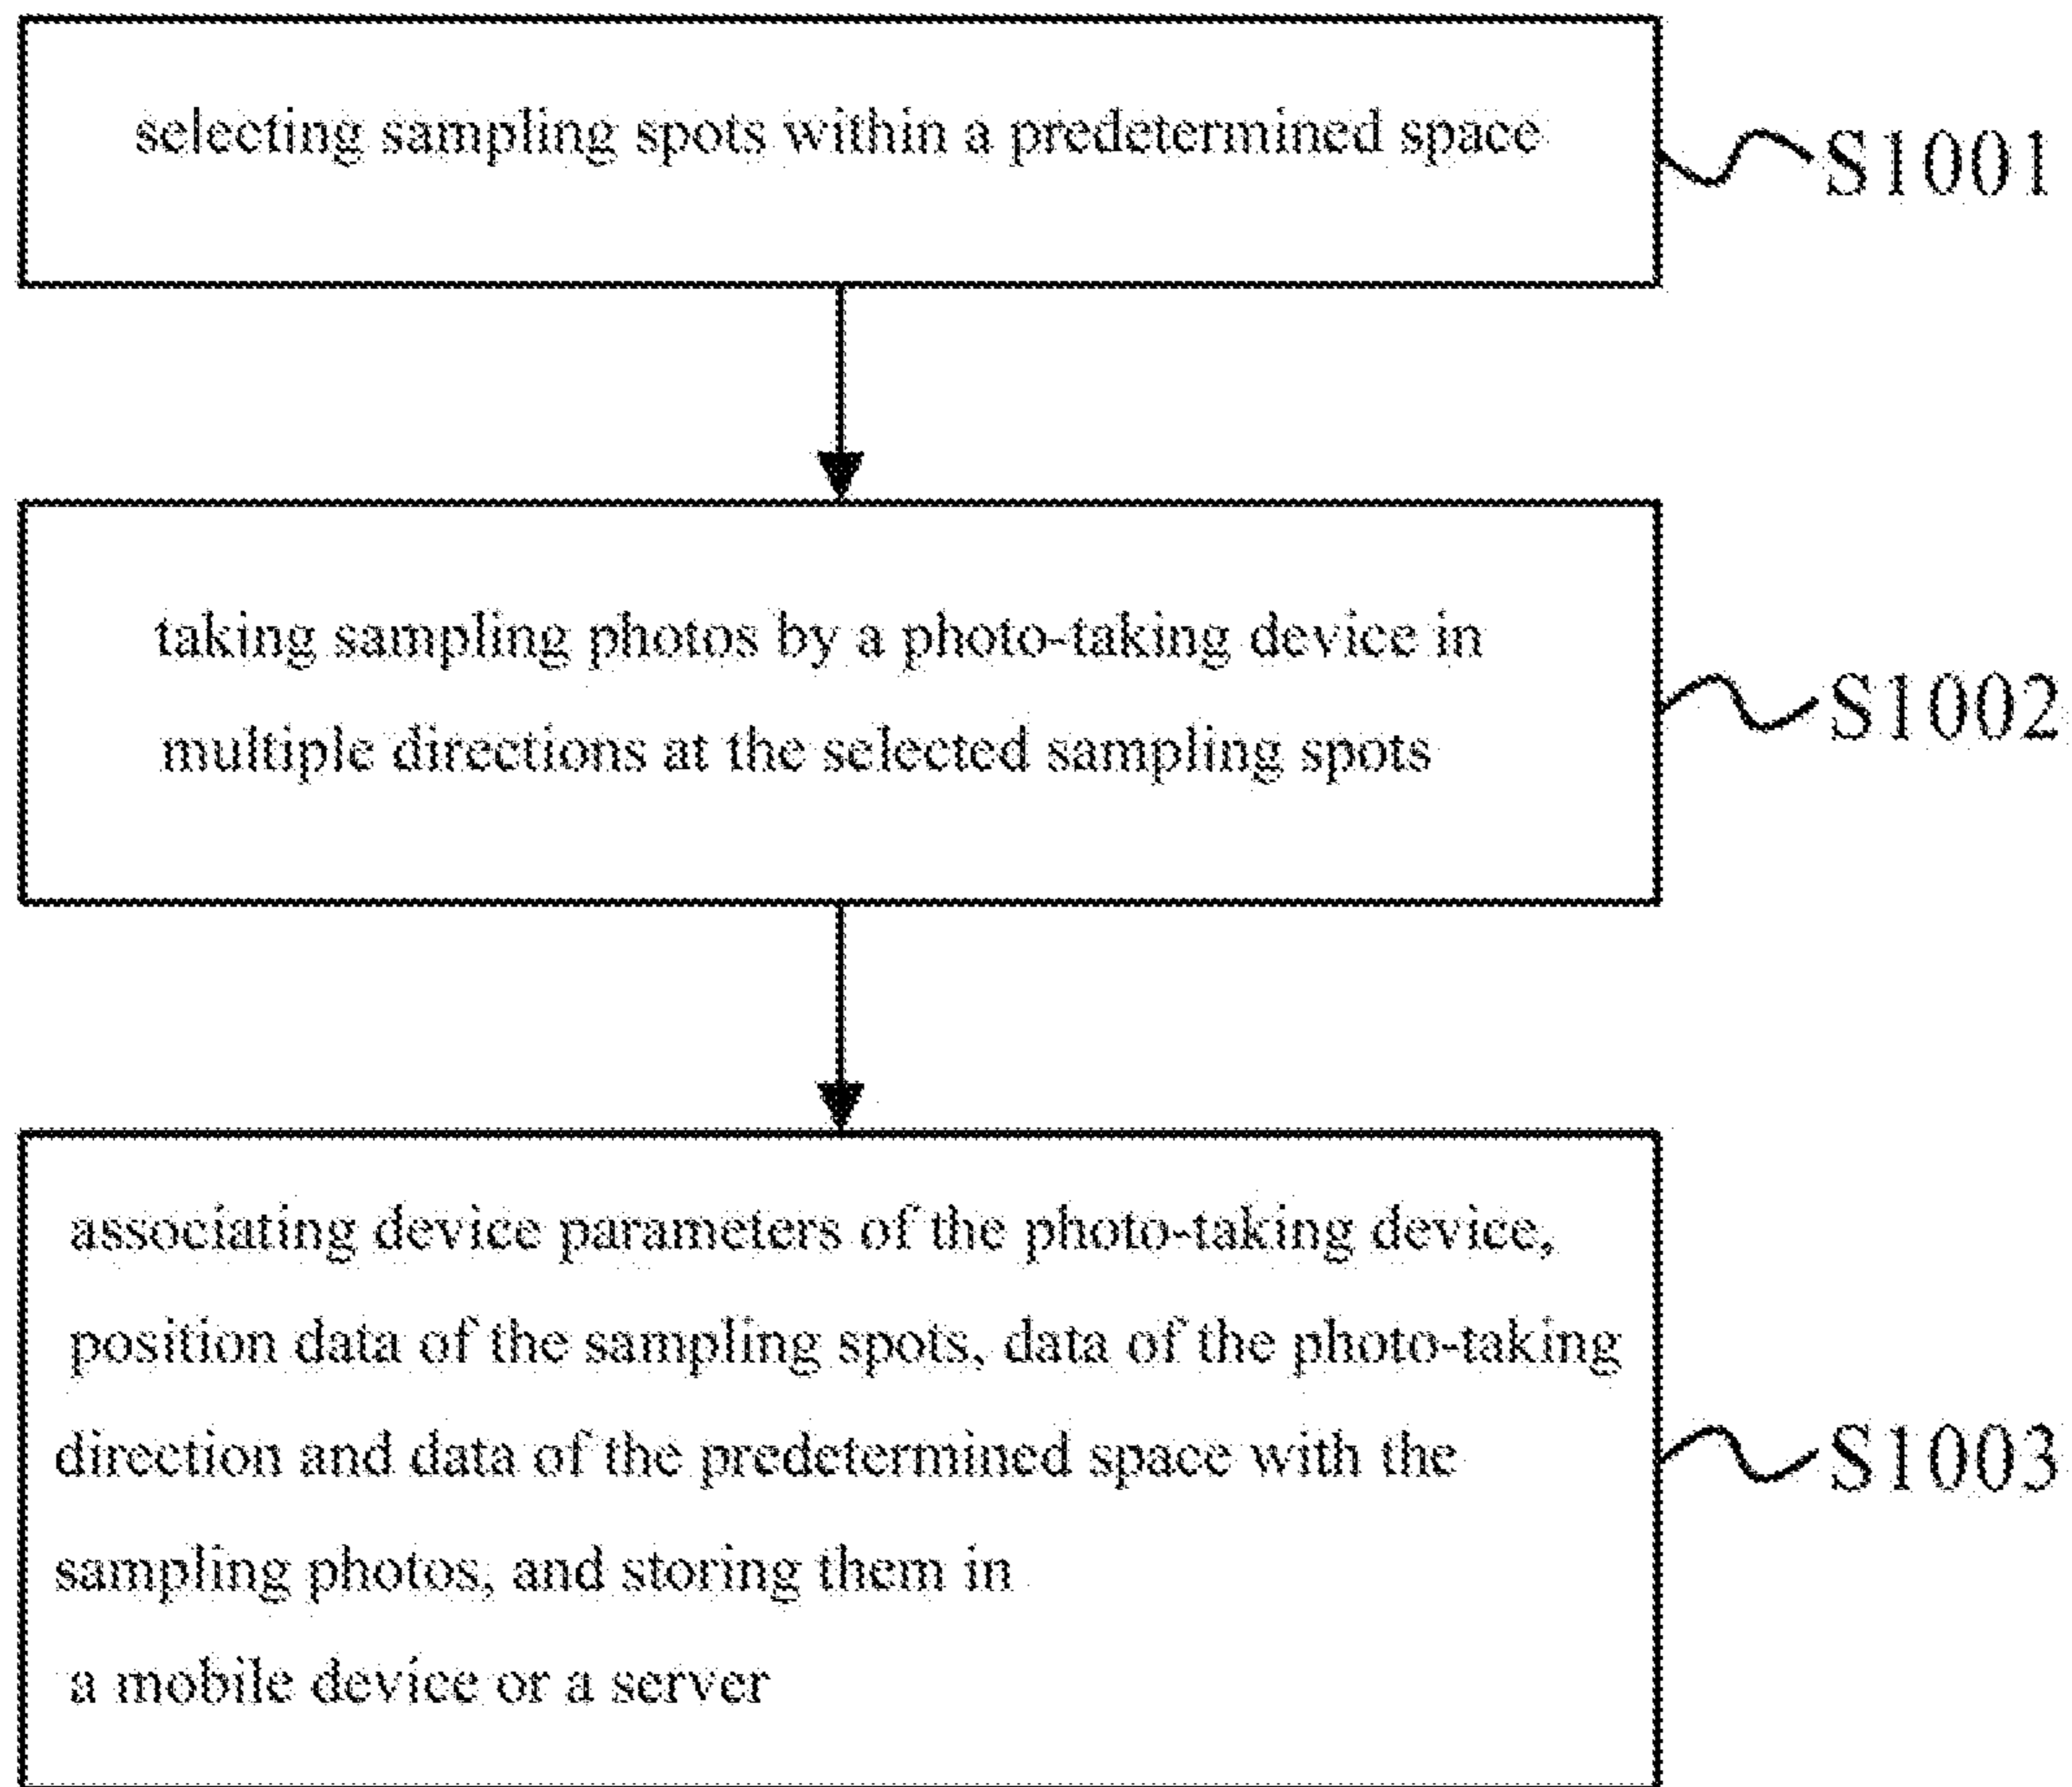 selecting sampling spots within a predetermined space
S1001
taking sampling photos by a photo-taking device in
multiple directions at the selected sampling spots
S1002
associating device parameters of the photo-taking device,
position data of the sampling spots, data of the photo-taking
direction and data of the predetermined space with the
sampling photos, and storing them in
a mobile device or a server
S1003